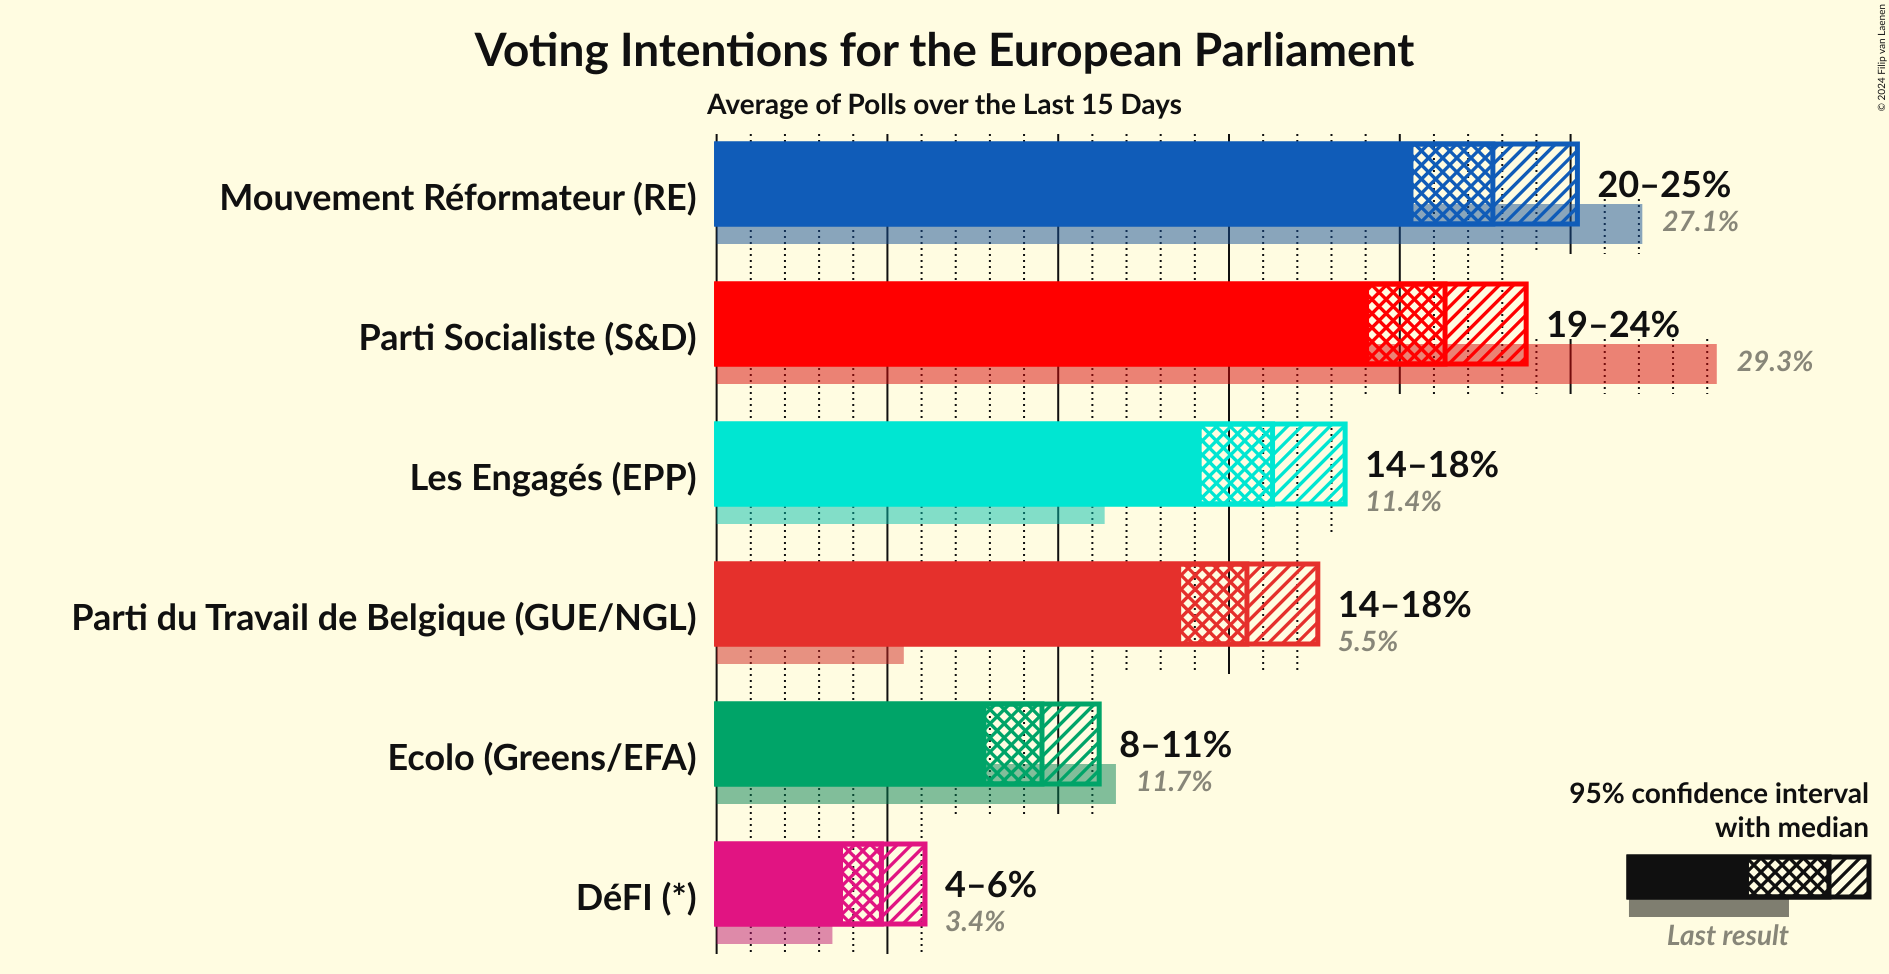 Voting Intentions for the European Parliament
Average of Polls over the Last 15 Days
© 2024 Filip van Laenen
Mouvement Réformateur (RE)
20–25%
27.1%
Parti Socialiste (S&D)
19–24%
29.3%
Les Engagés (EPP)
14–18%
11.4%
Parti du Travail de Belgique (GUE/NGL)
14–18%
5.5%
Ecolo (Greens/EFA)
8–11%
11.7%
DéFI (*)
4–6%
3.4%
95% confidence interval
with median
Last result